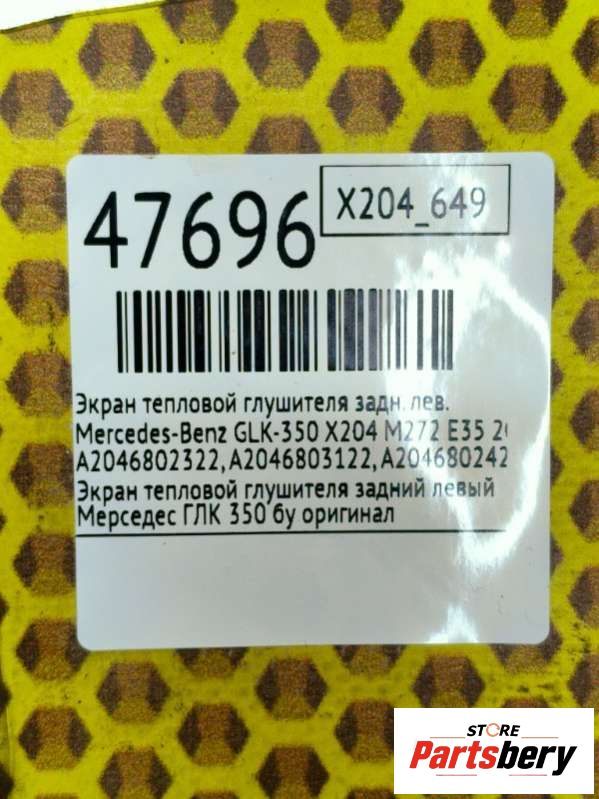 47696
X204_649
Экран тепловой глушителя задн. лев.
Mercedes-Benz GLK-350 X204 M272 E35
A2046802322, A2046803122, A204680242
Экран тепловой глушителя задний левый
Мерседес ГЛК 350 бу оригинал
STORE
Partsbery